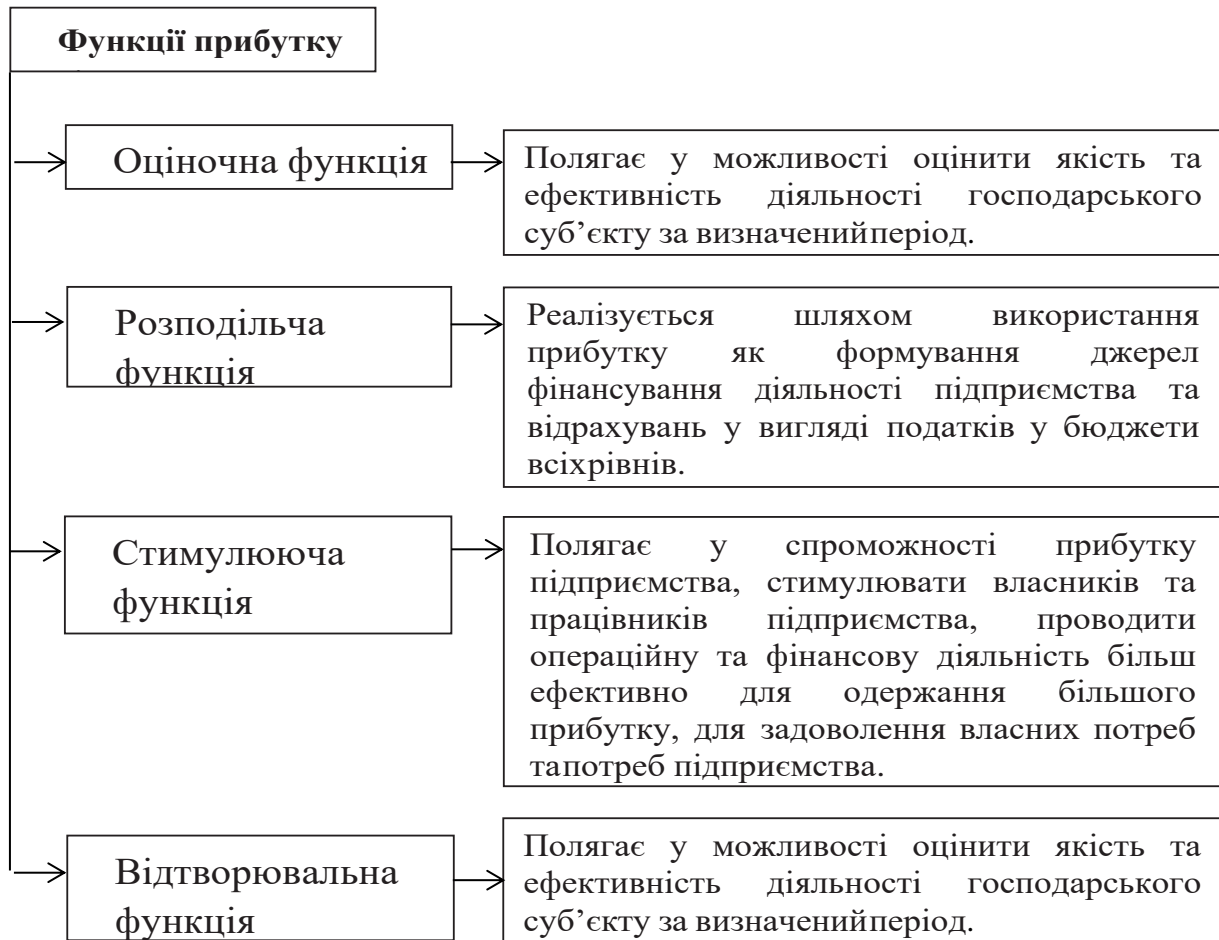 Функції прибутку
Оціночна функція
Полягає у можливості оцінити якість та
ефективність діяльності господарського
суб’єкту за визначенийперіод.
Розподільча
функція
Реалізується шляхом використання
прибутку як формування джерел
фінансування діяльності підприємства та
відрахувань у вигляді податків у бюджети
всіхрівнів.
Стимулююча
функція
Полягає у спроможності прибутку
підприємства, стимулювати власників та
працівників підприємства, проводити
операційну та фінансову діяльність більш
ефективно для одержання більшого
прибутку, для задоволення власних потреб
тапотреб підприємства.
Відтворювальна
функція
Полягає у можливості оцінити якість та
ефективність діяльності господарського
суб’єкту за визначенийперіод.